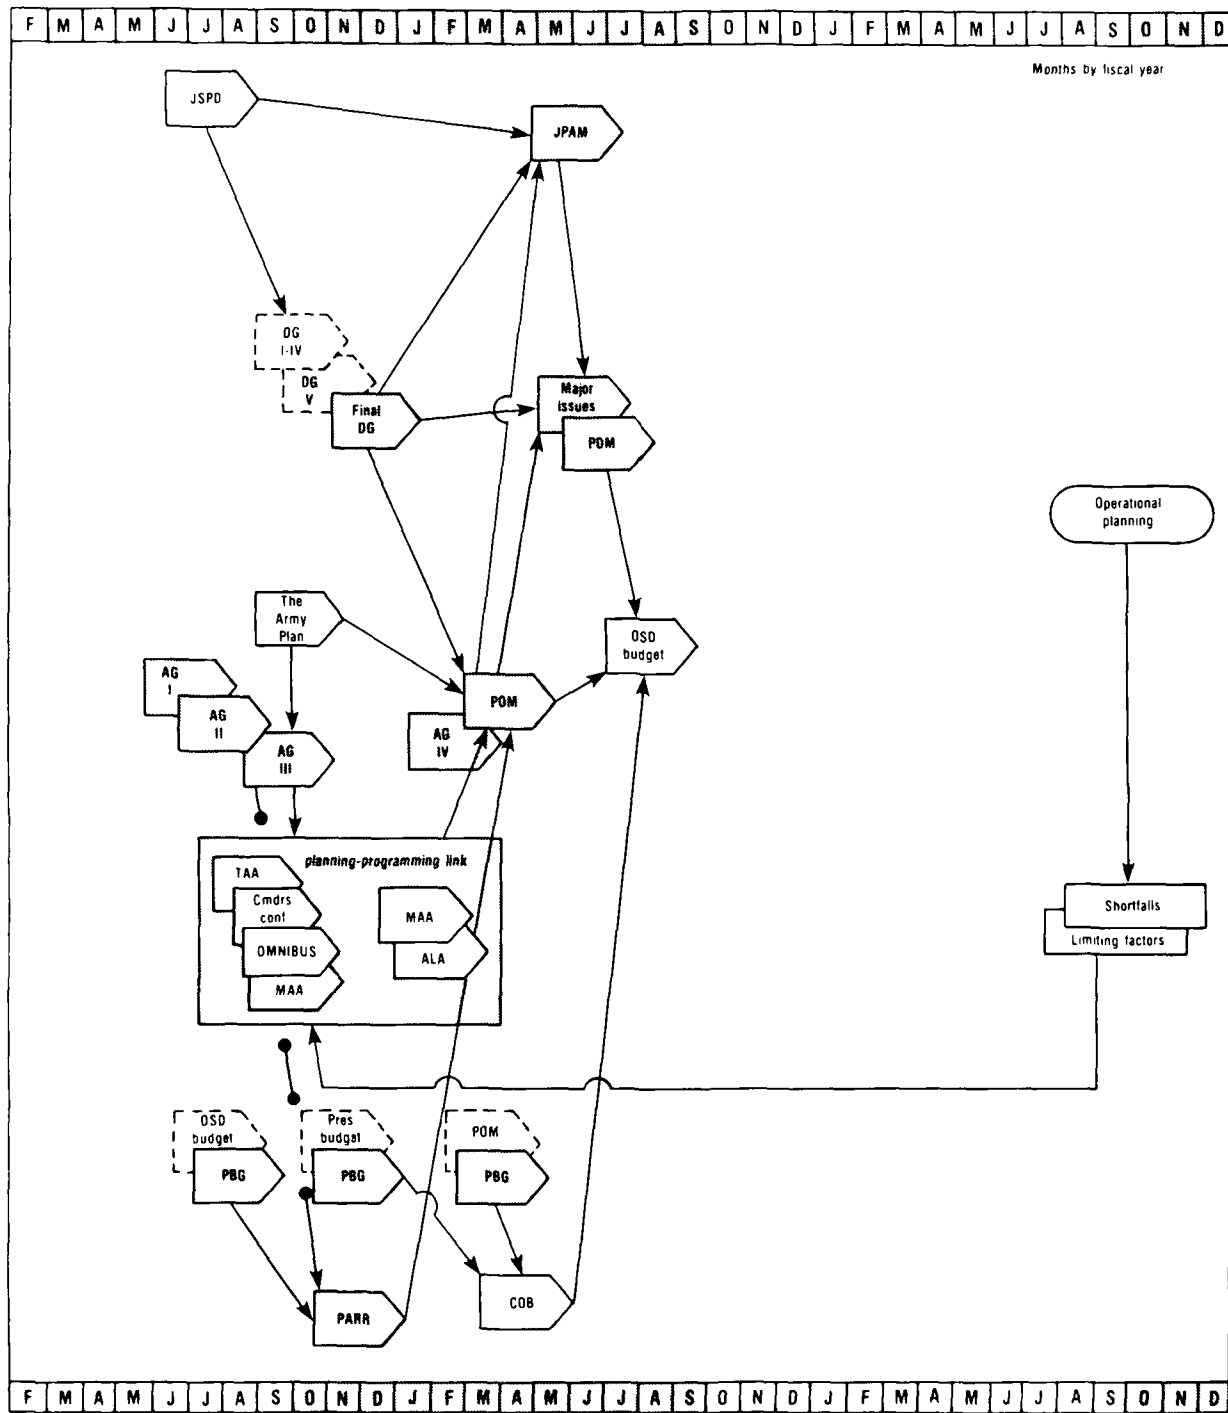 F M A M J J A S O N D J F M A M J J A S O N D J F M A M J J A S O N D
Months by fiscal year
JSPD
JPAM
DG
I-IV
DG
V
Final
DG
Major
issues
PDM
Operational
planning
The
Army
Plan
OSD
budget
AG
I
AG
II
AG
III
POM
AG
IV
planning-programming link
TAA
Cmdrs
conf
OMNIBUS
MAA
MAA
ALA
Shortfalls
Limiting factors
OSD
budget
PBG
Pres
budget
PBG
POM
PBG
PARR
COB
F M A M J J A S O N D J F M A M J J A S O N D J F M A M J J A S O N D